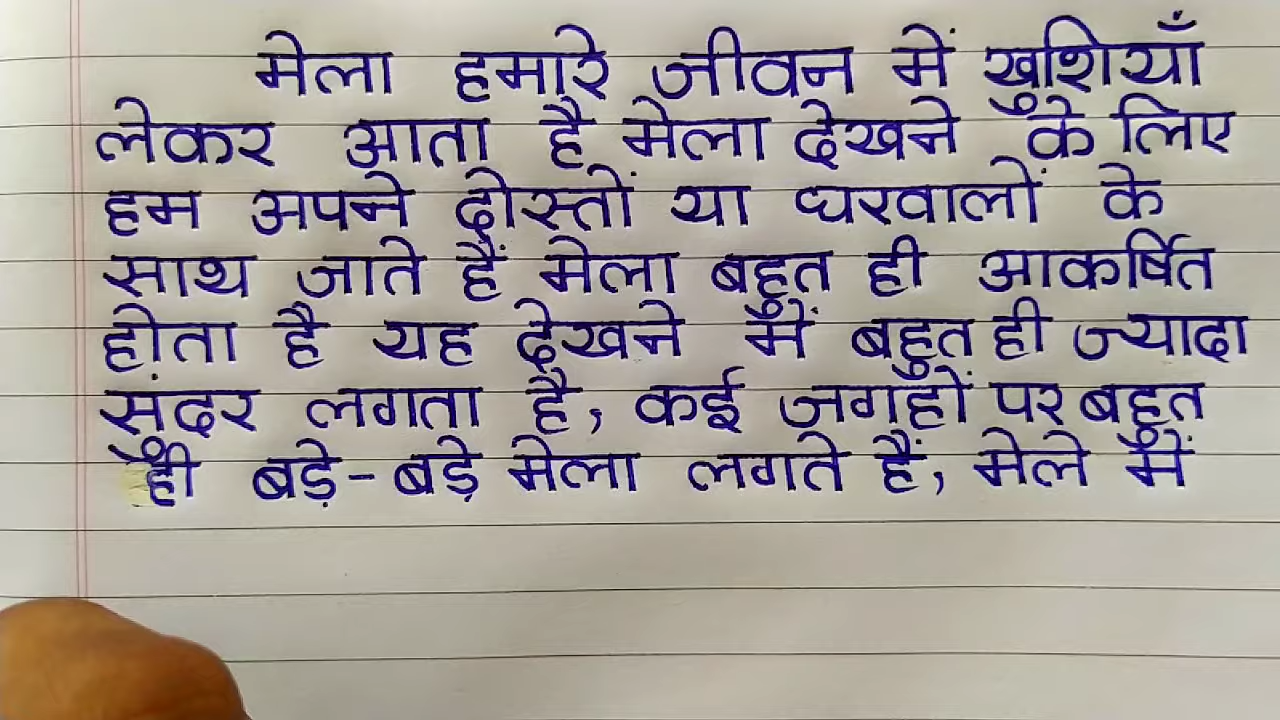 मेला हमारे जीवन में खुशियाँ
लेकर आता है मेला देखने के लिए
हम अपने दोस्तों या घरवालों के
साथ जाते हैं मेला बहुत ही आकर्षित
होता है यह देखने में बहुत ही ज्यादा
सुंदर लगता है, कई जगहों पर बहुत
ही बड़े-बड़े मेला लगते हैं, मेले में